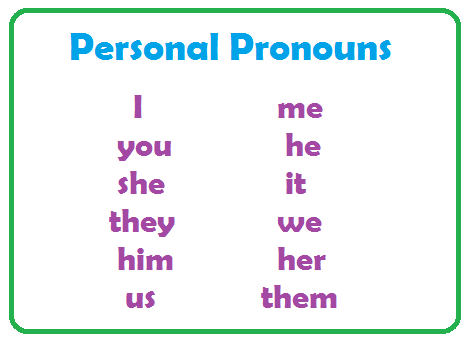 Personal Pronouns
I me
you he
she it
they we
him her
us them